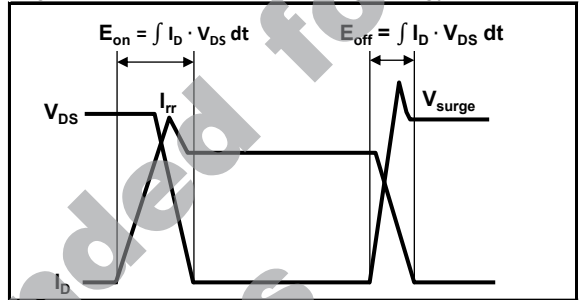 Eon = ∫ ID · VDS dt
Eoff = ∫ ID · VDS dt
VDS
Irr
Vsurge
ID